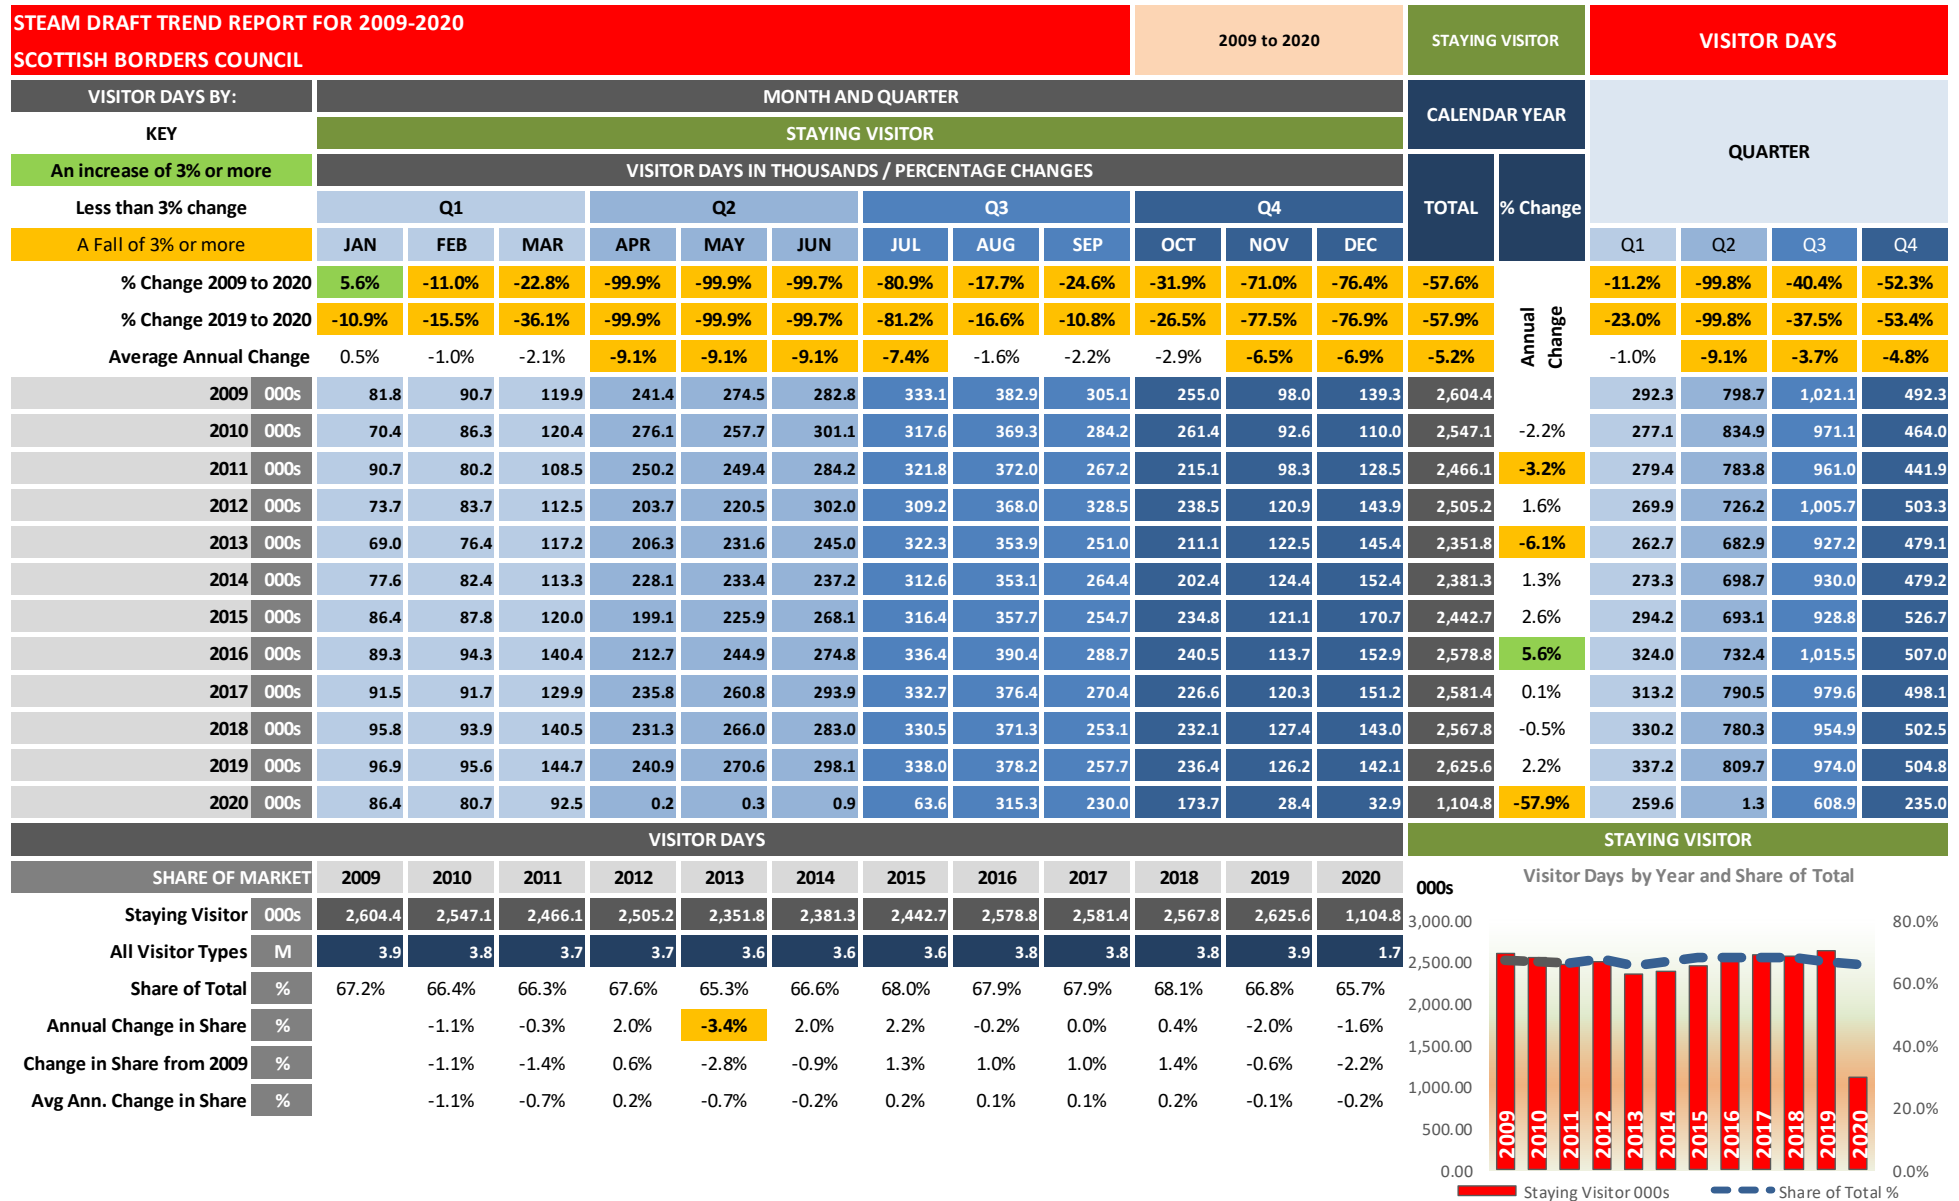 STEAM DRAFT TREND REPORT FOR 2009-2020
SCOTTISH BORDERS COUNCIL
2009 to 2020
STAYING VISITOR
VISITOR DAYS
VISITOR DAYS BY:
MONTH AND QUARTER
CALENDAR YEAR
QUARTER
KEY
STAYING VISITOR
An increase of 3% or more
VISITOR DAYS IN THOUSANDS / PERCENTAGE CHANGES
Less than 3% change
Q1 Q2 Q3 Q4 TOTAL % Change
A Fall of 3% or more JAN FEB MAR APR MAY JUN JUL AUG SEP OCT NOV DEC Q1 Q2 Q3 Q4
% Change 2009 to 2020 5.6% -11.0% -22.8% -99.9% -99.9% -99.7% -80.9% -17.7% -24.6% -31.9% -71.0% -76.4% -57.6% -11.2% -99.8% -40.4% -52.3%
% Change 2019 to 2020 -10.9% -15.5% -36.1% -99.9% -99.9% -99.7% -81.2% -16.6% -10.8% -26.5% -77.5% -76.9% -57.9% -23.0% -99.8% -37.5% -53.4%
Average Annual Change 0.5% -1.0% -2.1% -9.1% -9.1% -9.1% -7.4% -1.6% -2.2% -2.9% -6.5% -6.9% -5.2% -1.0% -9.1% -3.7% -4.8%
Annual
Change
2009 000s 81.8 90.7 119.9 241.4 274.5 282.8 333.1 382.9 305.1 255.0 98.0 139.3 2,604.4 292.3 798.7 1,021.1 492.3
2010 000s 70.4 86.3 120.4 276.1 257.7 301.1 317.6 369.3 284.2 261.4 92.6 110.0 2,547.1 -2.2% 277.1 834.9 971.1 464.0
2011 000s 90.7 80.2 108.5 250.2 249.4 284.2 321.8 372.0 267.2 215.1 98.3 128.5 2,466.1 -3.2% 279.4 783.8 961.0 441.9
2012 000s 73.7 83.7 112.5 203.7 220.5 302.0 309.2 368.0 328.5 238.5 120.9 143.9 2,505.2 1.6% 269.9 726.2 1,005.7 503.3
2013 000s 69.0 76.4 117.2 206.3 231.6 245.0 322.3 353.9 251.0 211.1 122.5 145.4 2,351.8 -6.1% 262.7 682.9 927.2 479.1
2014 000s 77.6 82.4 113.3 228.1 233.4 237.2 312.6 353.1 264.4 202.4 124.4 152.4 2,381.3 1.3% 273.3 698.7 930.0 479.2
2015 000s 86.4 87.8 120.0 199.1 225.9 268.1 316.4 357.7 254.7 234.8 121.1 170.7 2,442.7 2.6% 294.2 693.1 928.8 526.7
2016 000s 89.3 94.3 140.4 212.7 244.9 274.8 336.4 390.4 288.7 240.5 113.7 152.9 2,578.8 5.6% 324.0 732.4 1,015.5 507.0
2017 000s 91.5 91.7 129.9 235.8 260.8 293.9 332.7 376.4 270.4 226.6 120.3 151.2 2,581.4 0.1% 313.2 790.5 979.6 498.1
2018 000s 95.8 93.9 140.5 231.3 266.0 283.0 330.5 371.3 253.1 232.1 127.4 143.0 2,567.8 -0.5% 330.2 780.3 954.9 502.5
2019 000s 96.9 95.6 144.7 240.9 270.6 298.1 338.0 378.2 257.7 236.4 126.2 142.1 2,625.6 2.2% 337.2 809.7 974.0 504.8
2020 000s 86.4 80.7 92.5 0.2 0.3 0.9 63.6 315.3 230.0 173.7 28.4 32.9 1,104.8 -57.9% 259.6 1.3 608.9 235.0
VISITOR DAYS
SHARE OF MARKET 2009 2010 2011 2012 2013 2014 2015 2016 2017 2018 2019 2020
Staying Visitor 000s 2,604.4 2,547.1 2,466.1 2,505.2 2,351.8 2,381.3 2,442.7 2,578.8 2,581.4 2,567.8 2,625.6 1,104.8
All Visitor Types M 3.9 3.8 3.7 3.7 3.6 3.6 3.6 3.8 3.8 3.8 3.9 1.7
Share of Total % 67.2% 66.4% 66.3% 67.6% 65.3% 66.6% 68.0% 67.9% 67.9% 68.1% 66.8% 65.7%
Annual Change in Share % -1.1% -0.3% 2.0% -3.4% 2.0% 2.2% -0.2% 0.0% 0.4% -2.0% -1.6%
Change in Share from 2009 % -1.1% -1.4% 0.6% -2.8% -0.9% 1.3% 1.0% 1.0% 1.4% -0.6% -2.2%
Avg Ann. Change in Share % -1.1% -0.7% 0.2% -0.7% -0.2% 0.2% 0.1% 0.1% 0.2% -0.1% -0.2%
STAYING VISITOR
Visitor Days by Year and Share of Total
000s
3,000.00 80.0%
2,500.00
2,000.00 60.0%
1,500.00 40.0%
1,000.00
500.00 20.0%
0.00 0.0%
2009 2010 2011 2012 2013 2014 2015 2016 2017 2018 2019 2020
Staying Visitor 000s Share of Total %